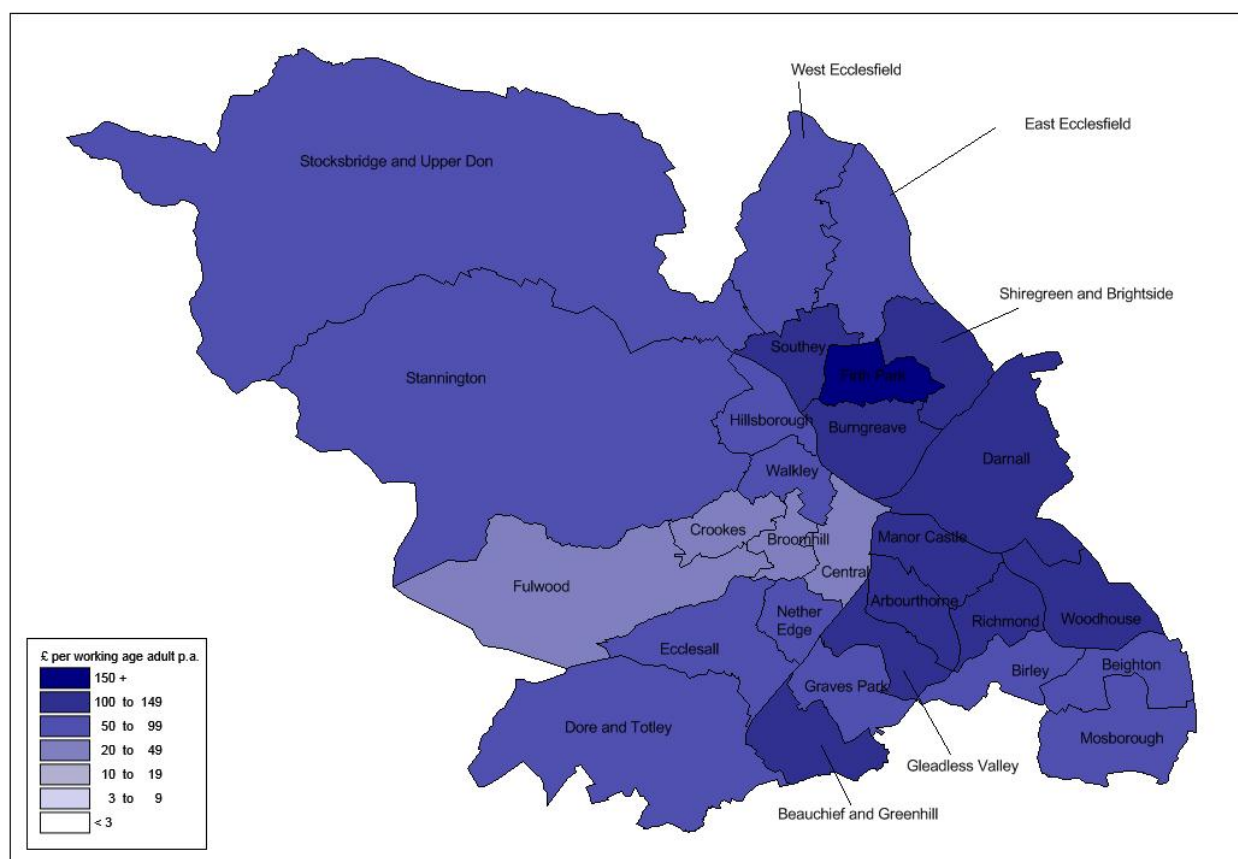 West Ecclesfield
East Ecclesfield
Stocksbridge and Upper Don
Shiregreen and Brightside
Southey
Firth Park
Stannington
Hillsborough
Burngreave
Darnall
Walkley
Crookes
Broomhill
Manor Castle
Central
Fulwood
Arbourthorne
Nether
Edge
Richmond
Woodhouse
Ecclesall
Birley
Beighton
Graves Park
Dore and Totley
Mosborough
Gleadless Valley
Beauchief and Greenhill
£ per working age adult p.a.
150 +
100 to 149
50 to 99
20 to 49
10 to 19
3 to 9
< 3